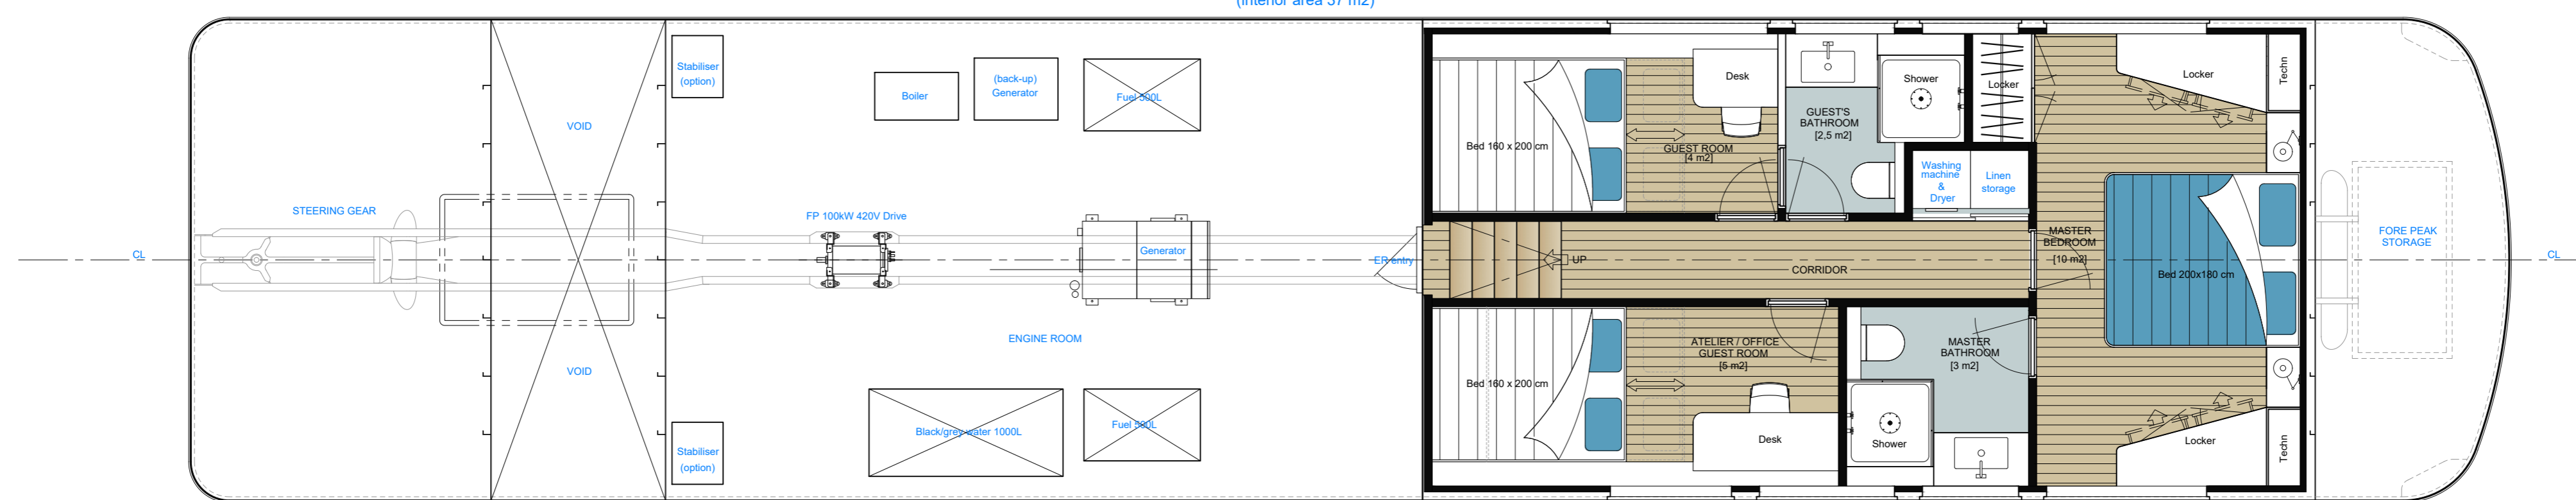 (interior area 37 m2)
CL
STEERING GEAR
VOID
VOID
Stabiliser
(option)
Stabiliser
(option)
Boiler
(back-up)
Generator
Fuel 500L
FP 100kW 420V Drive
Generator
ER entry
ENGINE ROOM
Black/grey water 1000L
Fuel 500L
Bed 160 x 200 cm
Desk
GUEST ROOM
[4 m2]
GUEST'S
BATHROOM
[2,5 m2]
Shower
Locker
Washing
machine
&
Dryer
Linen
storage
UP
CORRIDOR
Bed 160 x 200 cm
ATELIER / OFFICE
GUEST ROOM
[5 m2]
Desk
MASTER
BATHROOM
[3 m2]
Shower
MASTER
BEDROOM
[10 m2]
Bed 200x180 cm
Locker
Techn
Locker
Techn
FORE PEAK
STORAGE
CL